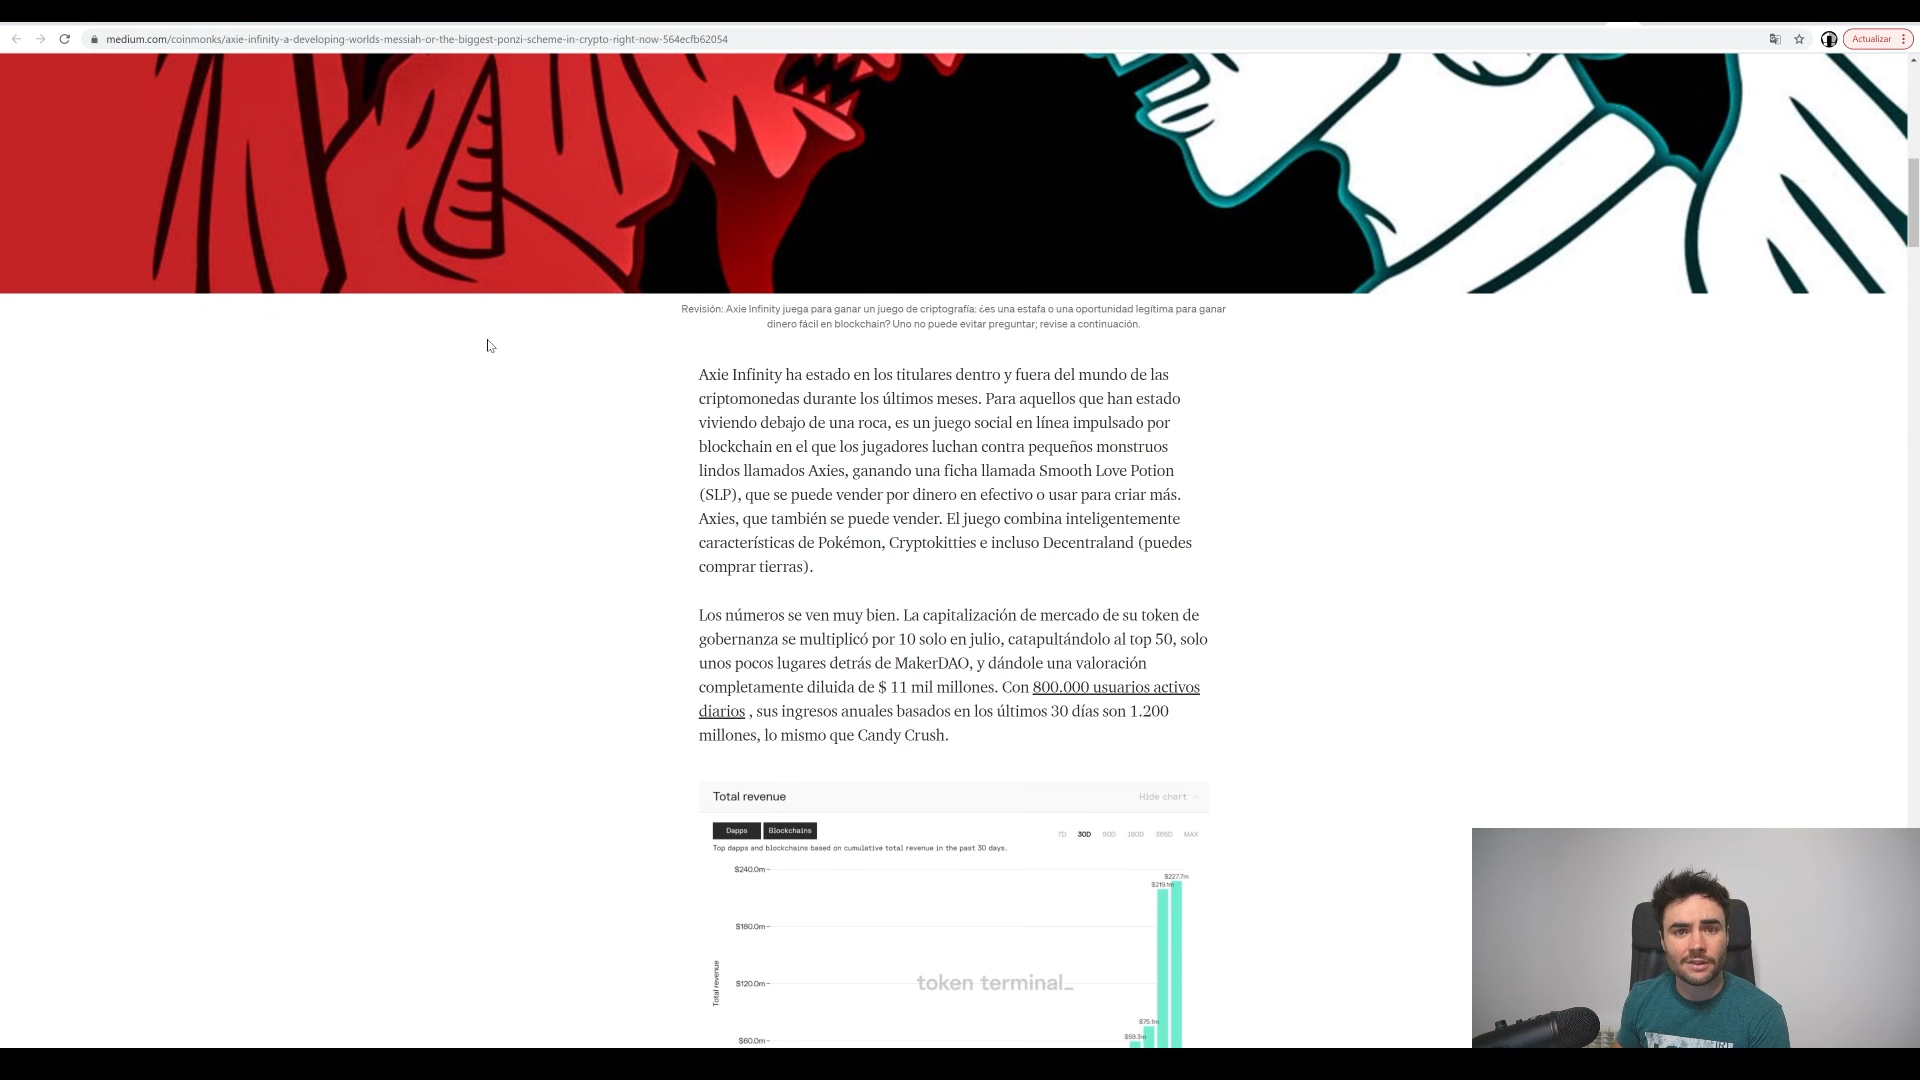 medium.com/coinmonks/axie-infinity-a-developing-worlds-messiah-or-the-biggest-ponzi-scheme-in-crypto-right-now-564ecfb62054
Actualizar
Revisión: Axie Infinity juega para ganar un juego de criptografía: ¿es una estafa o una oportunidad legítima para ganar
dinero fácil en blockchain? Uno no puede evitar preguntar; revise a continuación.
Axie Infinity ha estado en los titulares dentro y fuera del mundo de las
criptomonedas durante los últimos meses. Para aquellos que han estado
viviendo debajo de una roca, es un juego social en línea impulsado por
blockchain en el que los jugadores luchan contra pequeños monstruos
lindos llamados Axies, ganando una ficha llamada Smooth Love Potion
(SLP), que se puede vender por dinero en efectivo o usar para criar más.
Axies, que también se puede vender. El juego combina inteligentemente
características de Pokémon, Cryptokitties e incluso Decentraland (puedes
comprar tierras).
Los números se ven muy bien. La capitalización de mercado de su token de
gobernanza se multiplicó por 10 solo en julio, catapultándolo al top 50, solo
unos pocos lugares detrás de MakerDAO, y dándole una valoración
completamente diluida de $ 11 mil millones. Con 800.000 usuarios activos
diarios , sus ingresos anuales basados en los últimos 30 días son 1.200
millones, lo mismo que Candy Crush.
Total revenue
Hide chart
Dapps Blockchains
7D 30D 90D 180D 365D MAX
Top dapps and blockchains based on cumulative total revenue in the past 30 days.
$240.0m
$227.7m
$219.1m
$180.0m
Total revenue
token terminal_
$120.0m
$75.1m
$59.3m
$60.0m